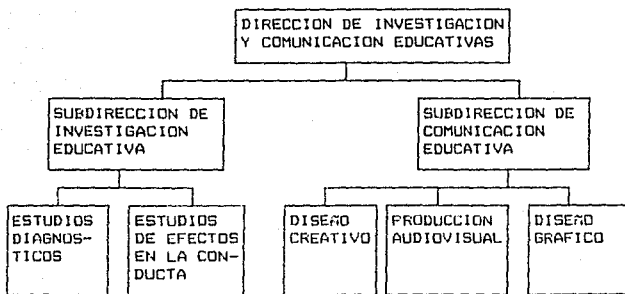 DIRECCION DE INVESTIGACION
Y COMUNICACION EDUCATIVAS
SUBDIRECCION DE
INVESTIGACION
EDUCATIVA
SUBDIRECCION DE
COMUNICACION
EDUCATIVA
ESTUDIOS
DIAGNOS-
TICOS
ESTUDIOS
DE EFECTOS
EN LA CON-
DUCTA
DISEÑO
CREATIVO
PRODUCCION
AUDIOVISUAL
DISEÑO
GRAFICO